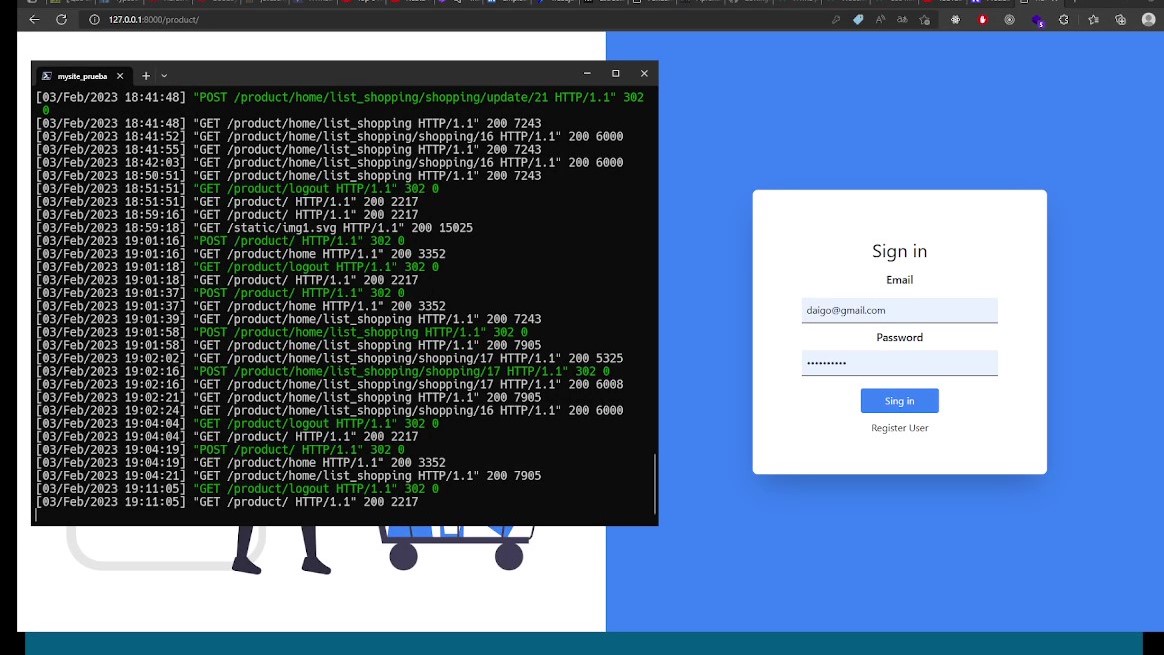 127.0.0.1:8000/product/
mysite_prueba
[03/Feb/2023 18:41:48] "POST /product/home/list_shopping/shopping/update/21 HTTP/1.1" 302
0
[03/Feb/2023 18:41:48] "GET /product/home/list_shopping HTTP/1.1" 200 7243
[03/Feb/2023 18:41:52] "GET /product/home/list_shopping/shopping/16 HTTP/1.1" 200 6000
[03/Feb/2023 18:41:55] "GET /product/home/list_shopping HTTP/1.1" 200 7243
[03/Feb/2023 18:42:03] "GET /product/home/list_shopping/shopping/16 HTTP/1.1" 200 6000
[03/Feb/2023 18:50:51] "GET /product/home/list_shopping HTTP/1.1" 200 7243
[03/Feb/2023 18:51:51] "GET /product/logout HTTP/1.1" 302 0
[03/Feb/2023 18:51:51] "GET /product/ HTTP/1.1" 200 2217
[03/Feb/2023 18:59:16] "GET /product/ HTTP/1.1" 200 2217
[03/Feb/2023 18:59:18] "GET /static/img1.svg HTTP/1.1" 200 15025
[03/Feb/2023 19:01:16] "POST /product/ HTTP/1.1" 302 0
[03/Feb/2023 19:01:16] "GET /product/home HTTP/1.1" 200 3352
[03/Feb/2023 19:01:18] "GET /product/logout HTTP/1.1" 302 0
[03/Feb/2023 19:01:18] "GET /product/ HTTP/1.1" 200 2217
[03/Feb/2023 19:01:37] "POST /product/ HTTP/1.1" 302 0
[03/Feb/2023 19:01:37] "GET /product/home HTTP/1.1" 200 3352
[03/Feb/2023 19:01:39] "GET /product/home/list_shopping HTTP/1.1" 200 7243
[03/Feb/2023 19:01:58] "POST /product/home/list_shopping HTTP/1.1" 302 0
[03/Feb/2023 19:01:58] "GET /product/home/list_shopping HTTP/1.1" 200 7905
[03/Feb/2023 19:02:02] "GET /product/home/list_shopping/shopping/17 HTTP/1.1" 200 5325
[03/Feb/2023 19:02:16] "POST /product/home/list_shopping/shopping/17 HTTP/1.1" 302 0
[03/Feb/2023 19:02:16] "GET /product/home/list_shopping/shopping/17 HTTP/1.1" 200 6008
[03/Feb/2023 19:02:21] "GET /product/home/list_shopping HTTP/1.1" 200 7905
[03/Feb/2023 19:02:24] "GET /product/home/list_shopping/shopping/16 HTTP/1.1" 200 6000
[03/Feb/2023 19:04:04] "GET /product/logout HTTP/1.1" 302 0
[03/Feb/2023 19:04:04] "GET /product/ HTTP/1.1" 200 2217
[03/Feb/2023 19:04:19] "POST /product/ HTTP/1.1" 302 0
[03/Feb/2023 19:04:19] "GET /product/home HTTP/1.1" 200 3352
[03/Feb/2023 19:04:21] "GET /product/home/list_shopping HTTP/1.1" 200 7905
[03/Feb/2023 19:11:05] "GET /product/logout HTTP/1.1" 302 0
[03/Feb/2023 19:11:05] "GET /product/ HTTP/1.1" 200 2217
Sign in
Email
daigo@gmail.com
Password
••••••••••
Sing in
Register User